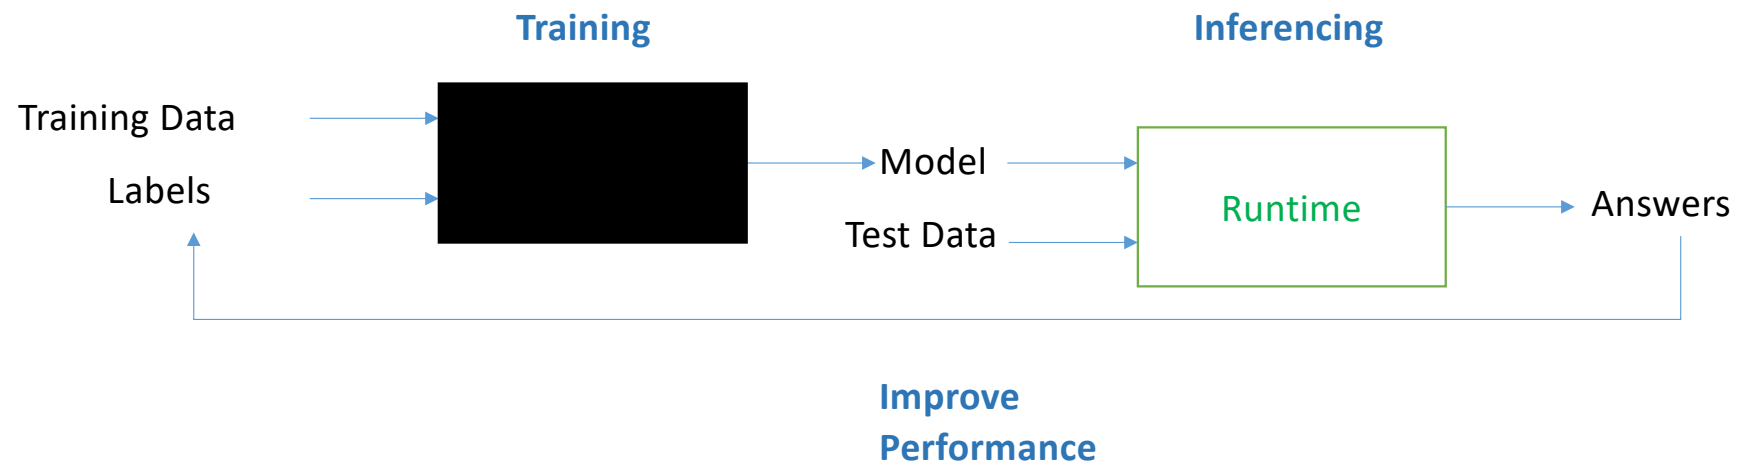 Training
Inferencing
Training Data
Labels
Model
Test Data
Runtime
Answers
Improve
Performance